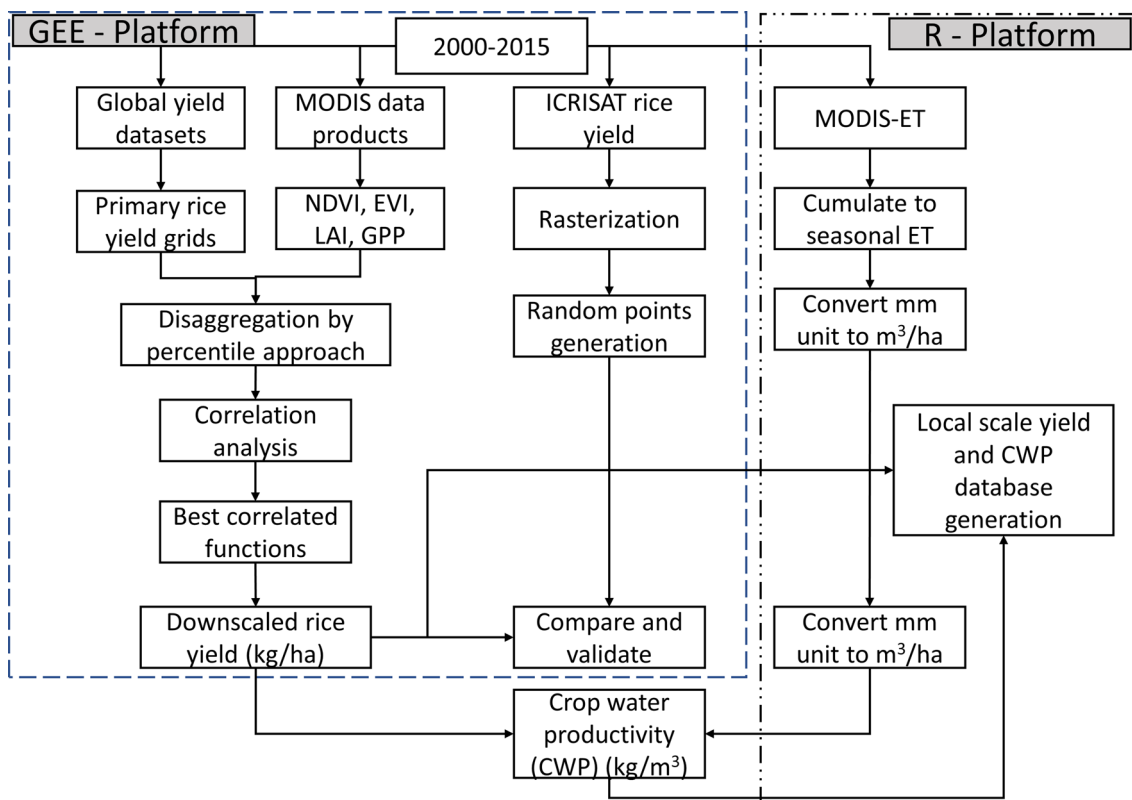 GEE - Platform
2000-2015
R - Platform
Global yield
datasets
MODIS data
products
ICRISAT rice
yield
MODIS-ET
Primary rice
yield grids
NDVI, EVI,
LAI, GPP
Rasterization
Cumulate to
seasonal ET
Disaggregation by
percentile approach
Random points
generation
Convert mm
unit to m³/ha
Correlation
analysis
Local scale yield
and CWP
database
generation
Best correlated
functions
Downscaled rice
yield (kg/ha)
Compare and
validate
Convert mm
unit to m³/ha
Crop water
productivity
(CWP) (kg/m³)